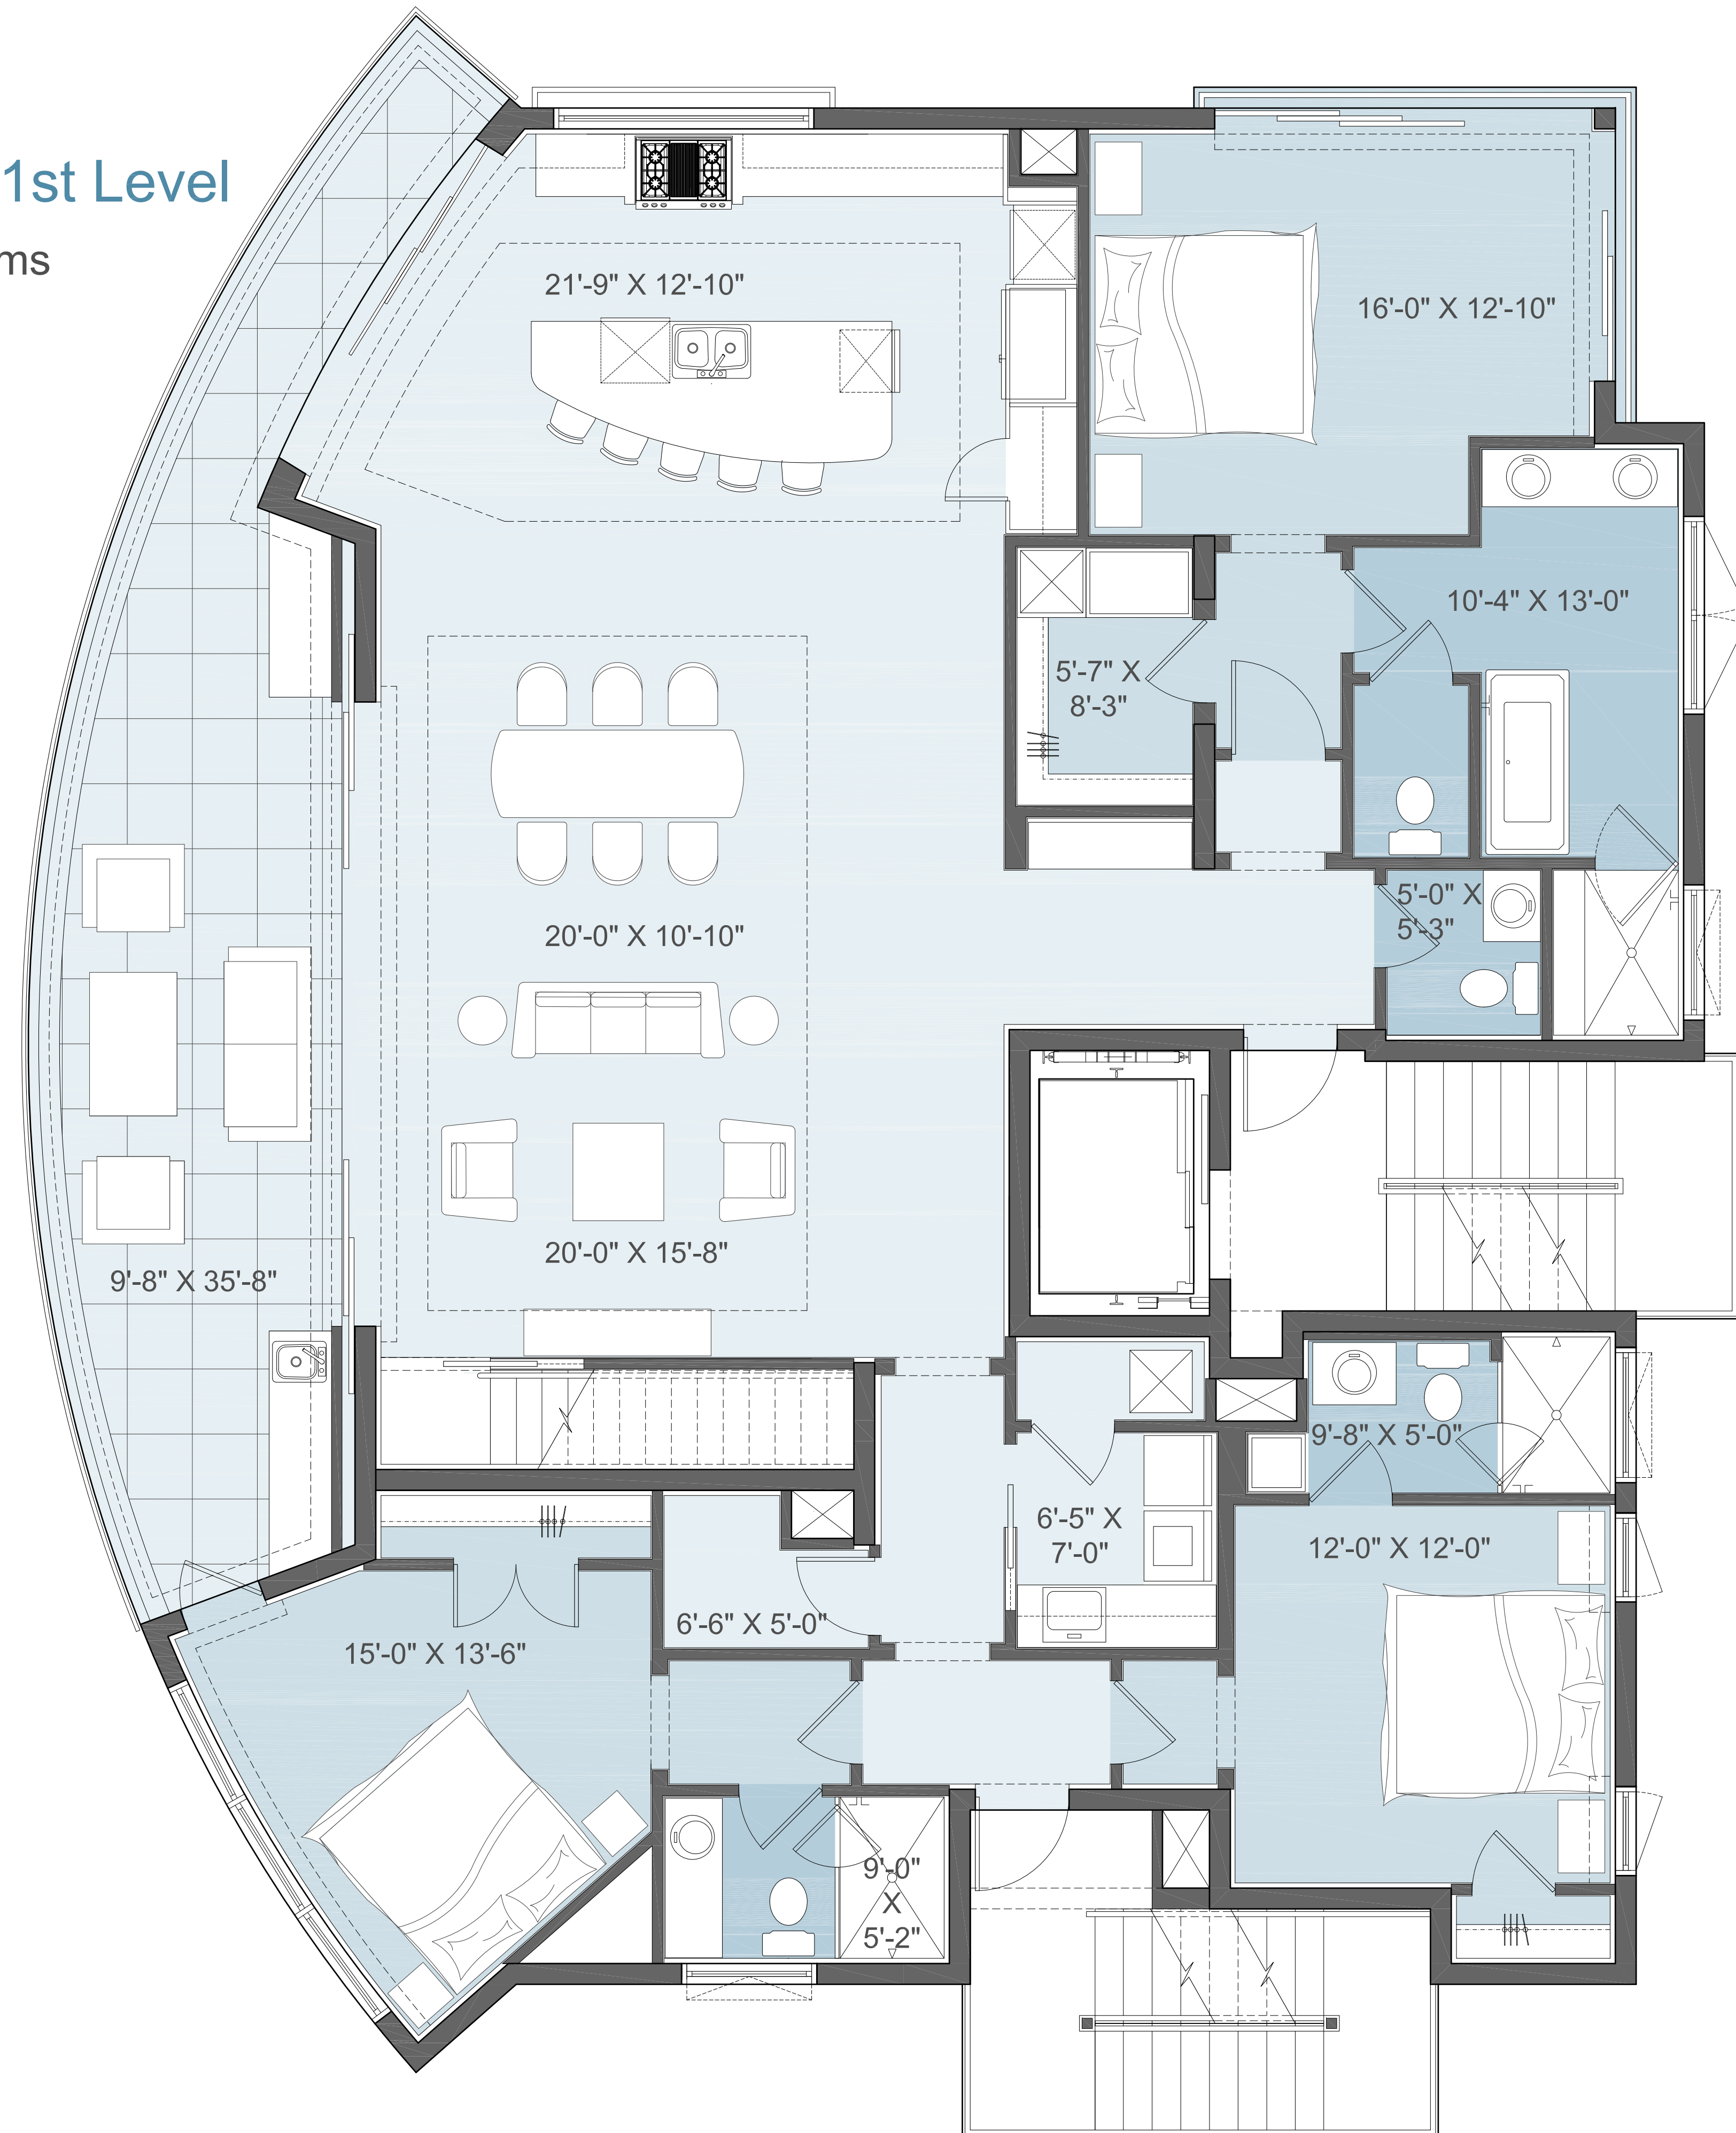 1st Level
ms
21'-9" X 12'-10"
16'-0" X 12'-10"
10'-4" X 13'-0"
5'-7" X
8'-3"
5'-0" X
5'-3"
20'-0" X 10'-10"
20'-0" X 15'-8"
9'-8" X 35'-8"
9'-8" X 5'-0"
6'-5" X
7'-0"
12'-0" X 12'-0"
6'-6" X 5'-0"
15'-0" X 13'-6"
9'-0"
X
5'-2"